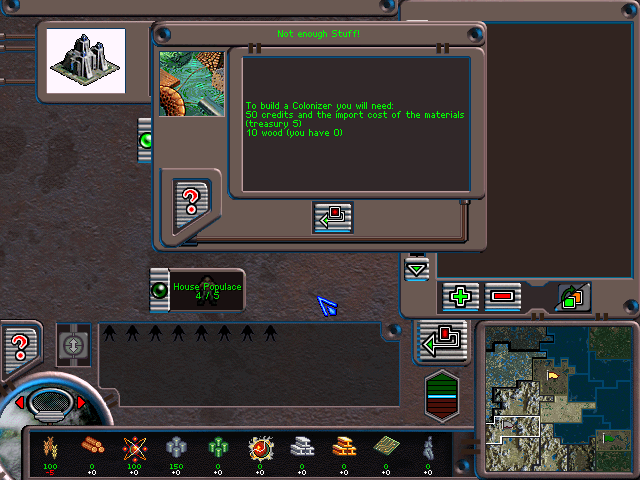 Not enough Stuff!
To build a Colonizer you will need:
50 credits and the import cost of the materials
(treasury 5)
10 wood (you have 0)
House Populace
4 / 5
100 0 100 150 0 0 0 0 0 0
-5 +0 +0 +0 +0 +0 +0 +0 +0 +0